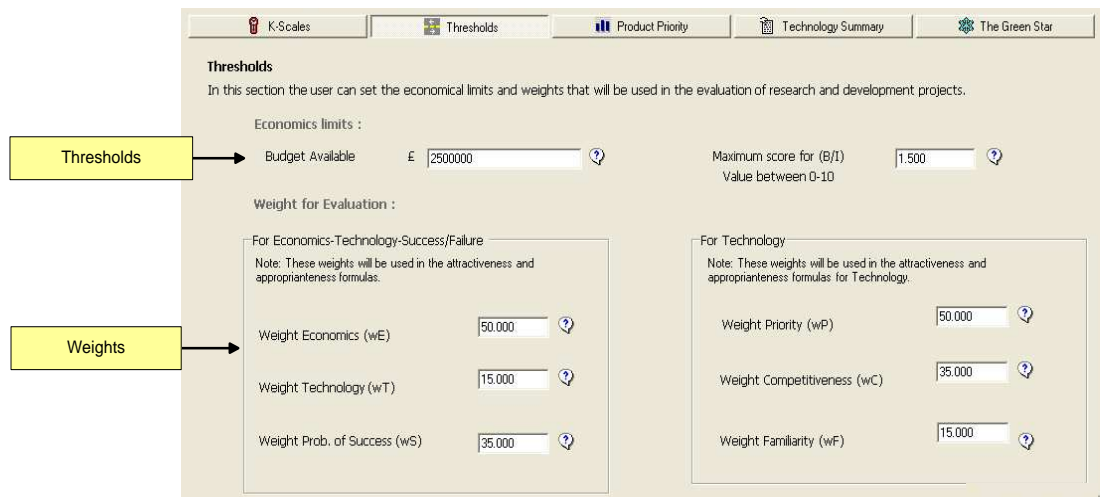 K-Scales
Thresholds
Product Priority
Technology Summary
The Green Star
Thresholds
In this section the user can set the economical limits and weights that will be used in the evaluation of research and development projects.
Economics limits :
Thresholds
Budget Available £ 2500000
Maximum score for (B/I) 1.500
Value between 0-10
Weight for Evaluation :
For Economics-Technology-Success/Failure
Note: These weights will be used in the attractiveness and
approprianteness formulas.
Weights
Weight Economics (wE) 50.000
Weight Technology (wT) 15.000
Weight Prob. of Success (wS) 35.000
For Technology
Note: These weights will be used in the attractiveness and
approprianteness formulas for Technology.
Weight Priority (wP) 50.000
Weight Competitiveness (wC) 35.000
Weight Familiarity (wF) 15.000